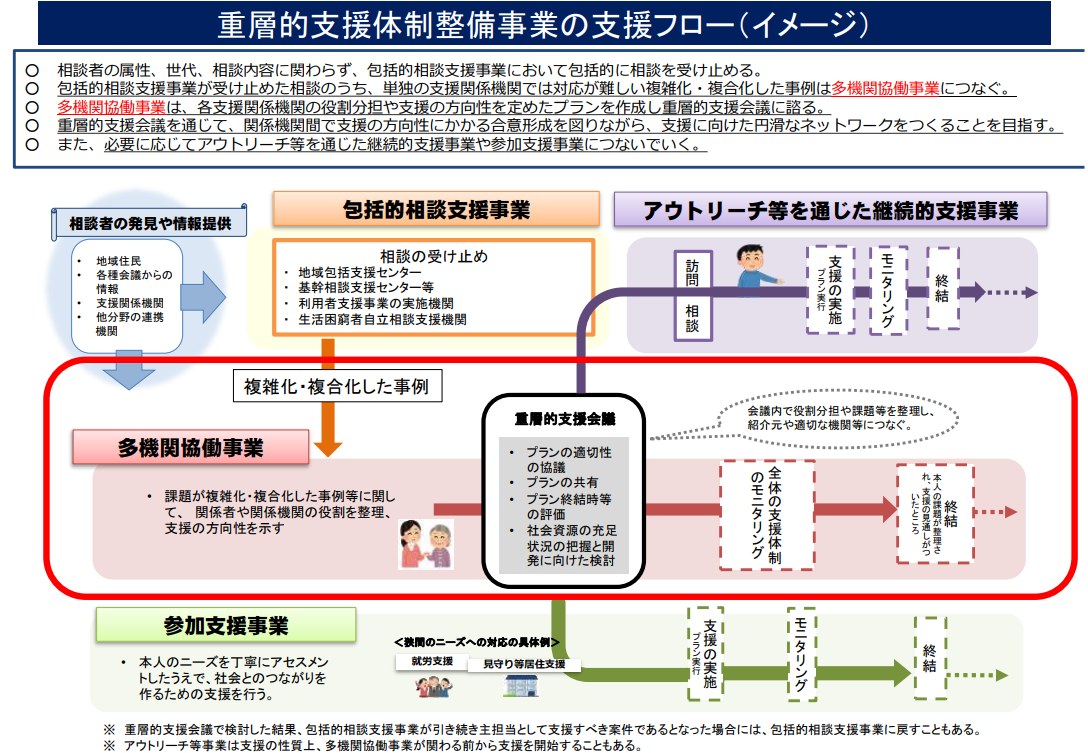 重層的支援体制整備事業の支援フロー（イメージ）
○ 相談者の属性、世代、相談内容に関わらず、包括的相談支援事業において包括的に相談を受け止める。
○ 包括的相談支援事業が受け止めた相談のうち、単独の支援関係機関では対応が難しい複雑化・複合化した事例は多機関協働事業につなぐ。
○ 多機関協働事業は、各支援関係機関の役割分担や支援の方向性を定めたプランを作成し重層的支援会議に諮る。
○ 重層的支援会議を通じて、関係機関間で支援の方向性にかかる合意形成を図りながら、支援に向けた円滑なネットワークをつくることを目指す。
○ また、必要に応じてアウトリーチ等を通じた継続的支援事業や参加支援事業につないでいく。
相談者の発見や情報提供
・ 地域住民
・ 各種会議からの
情報
・ 支援関係機関
・ 他分野の連携
機関
包括的相談支援事業
相談の受け止め
・ 地域包括支援センター
・ 基幹相談支援センター等
・ 利用者支援事業の実施機関
・ 生活困窮者自立相談支援機関
アウトリーチ等を通じた継続的支援事業
訪問 相談
支援の実施
プラン実行
モニタリング
終結
複雑化・複合化した事例
多機関協働事業
・ 課題が複雑化・複合化した事例等に関し
て、 関係者や関係機関の役割を整理、
支援の方向性を示す
重層的支援会議
・ プランの適切性
の協議
・ プランの共有
・ プラン終結時等
の評価
・ 社会資源の充足
状況の把握と開
発に向けた検討
会議内で役割分担や課題等を整理し、
紹介元や適切な機関等につなぐ。
全体の支援体制
のモニタリング
終結
本人の課題が整理さ
れ、支援の見通しがつ
いたところ
参加支援事業
・ 本人のニーズを丁寧にアセスメン
トしたうえで、社会とのつながりを
作るための支援を行う。
＜狭間のニーズへの対応の具体例＞
就労支援
見守り等居住支援
支援の実施
プラン実行
モニタリング
終結
※ 重層的支援会議で検討した結果、包括的相談支援事業が引き続き主担当として支援すべき案件であるとなった場合には、包括的相談支援事業に戻すこともある。
※ アウトリーチ等事業は支援の性質上、多機関協働事業が関わる前から支援を開始することもある。